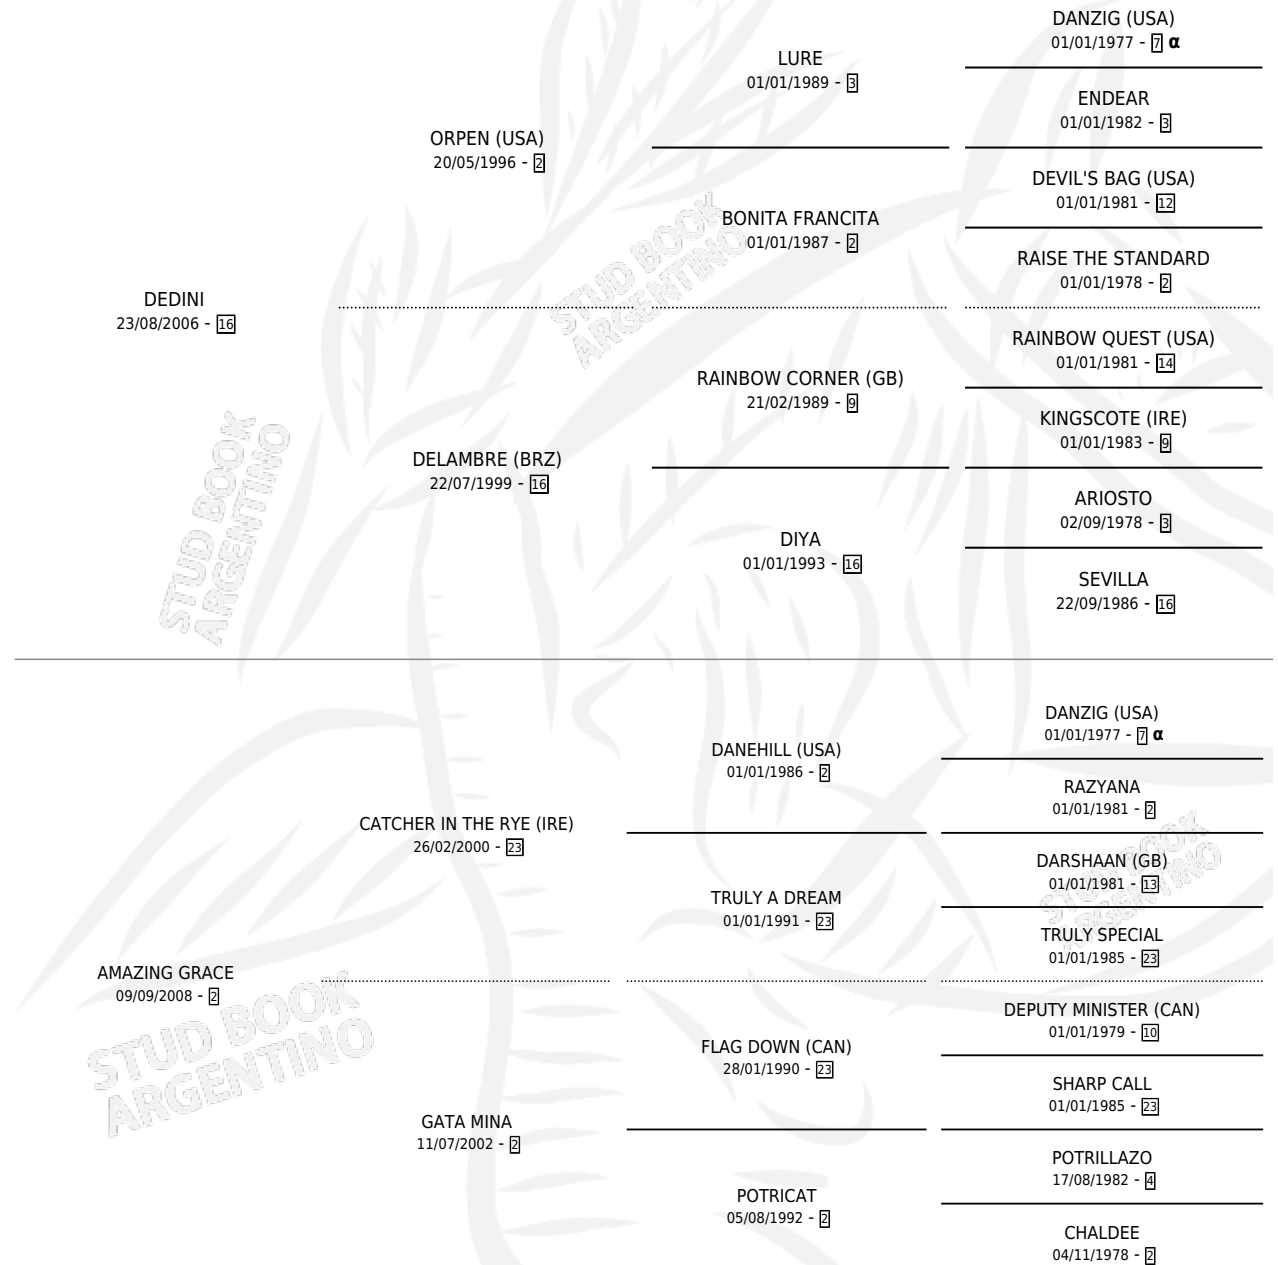 DANZIG (USA)
01/01/1977 - 7 α
LURE
01/01/1989 - 3
ENDEAR
01/01/1982 - 3
ORPEN (USA)
20/05/1996 - 2
DEVIL'S BAG (USA)
01/01/1981 - 12
BONITA FRANCITA
01/01/1987 - 2
RAISE THE STANDARD
01/01/1978 - 2
STUD BOOK
ARGENTINO
DEDINI
23/08/2006 - 16
RAINBOW QUEST (USA)
01/01/1981 - 14
RAINBOW CORNER (GB)
21/02/1989 - 9
KINGSCOTE (IRE)
01/01/1983 - 9
DELAMBRE (BRZ)
22/07/1999 - 16
ARIOSTO
02/09/1978 - 3
DIYA
01/01/1993 - 16
SEVILLA
22/09/1986 - 16
STUD BOOK
ARGENTINO
DANZIG (USA)
01/01/1977 - 7 α
DANEHILL (USA)
01/01/1986 - 2
RAZYANA
01/01/1981 - 2
CATCHER IN THE RYE (IRE)
26/02/2000 - 23
DARSHAAN (GB)
01/01/1981 - 13
TRULY A DREAM
01/01/1991 - 23
TRULY SPECIAL
01/01/1985 - 23
STUD BOOK
ARGENTINO
AMAZING GRACE
09/09/2008 - 2
DEPUTY MINISTER (CAN)
01/01/1979 - 10
FLAG DOWN (CAN)
28/01/1990 - 23
SHARP CALL
01/01/1985 - 23
STUD BOOK
ARGENTINO
GATA MINA
11/07/2002 - 2
POTRILLAZO
17/08/1982 - 4
POTRICAT
05/08/1992 - 2
CHALDEE
04/11/1978 - 2